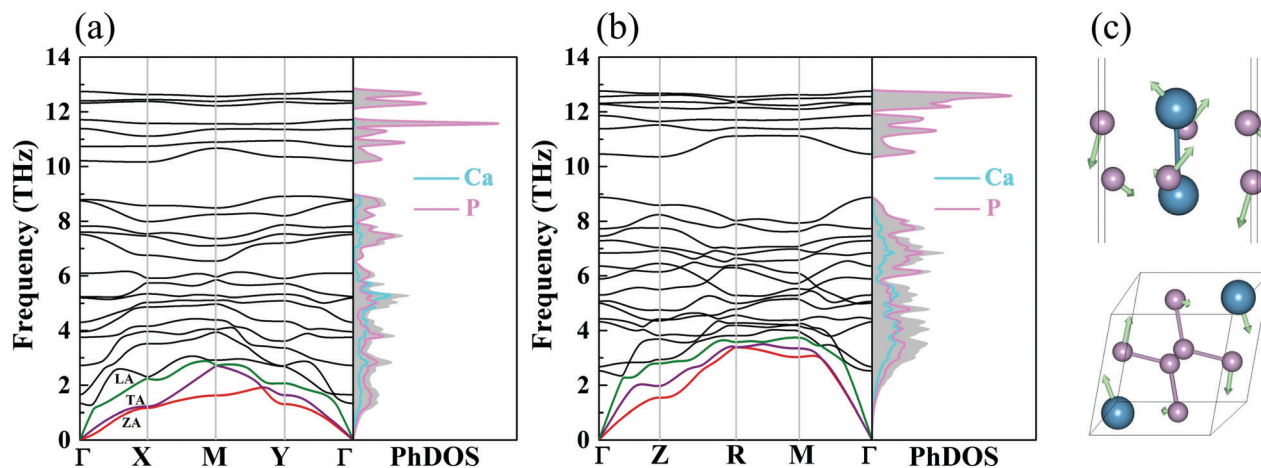 (a)
(b)
(c)
Frequency (THz)
14
12
10
8
6
4
2
0
LA
TA
ZA
Γ X M Y Γ
Ca
P
PhDOS
Frequency (THz)
14
12
10
8
6
4
2
0
Γ Z R M Γ
Ca
P
PhDOS